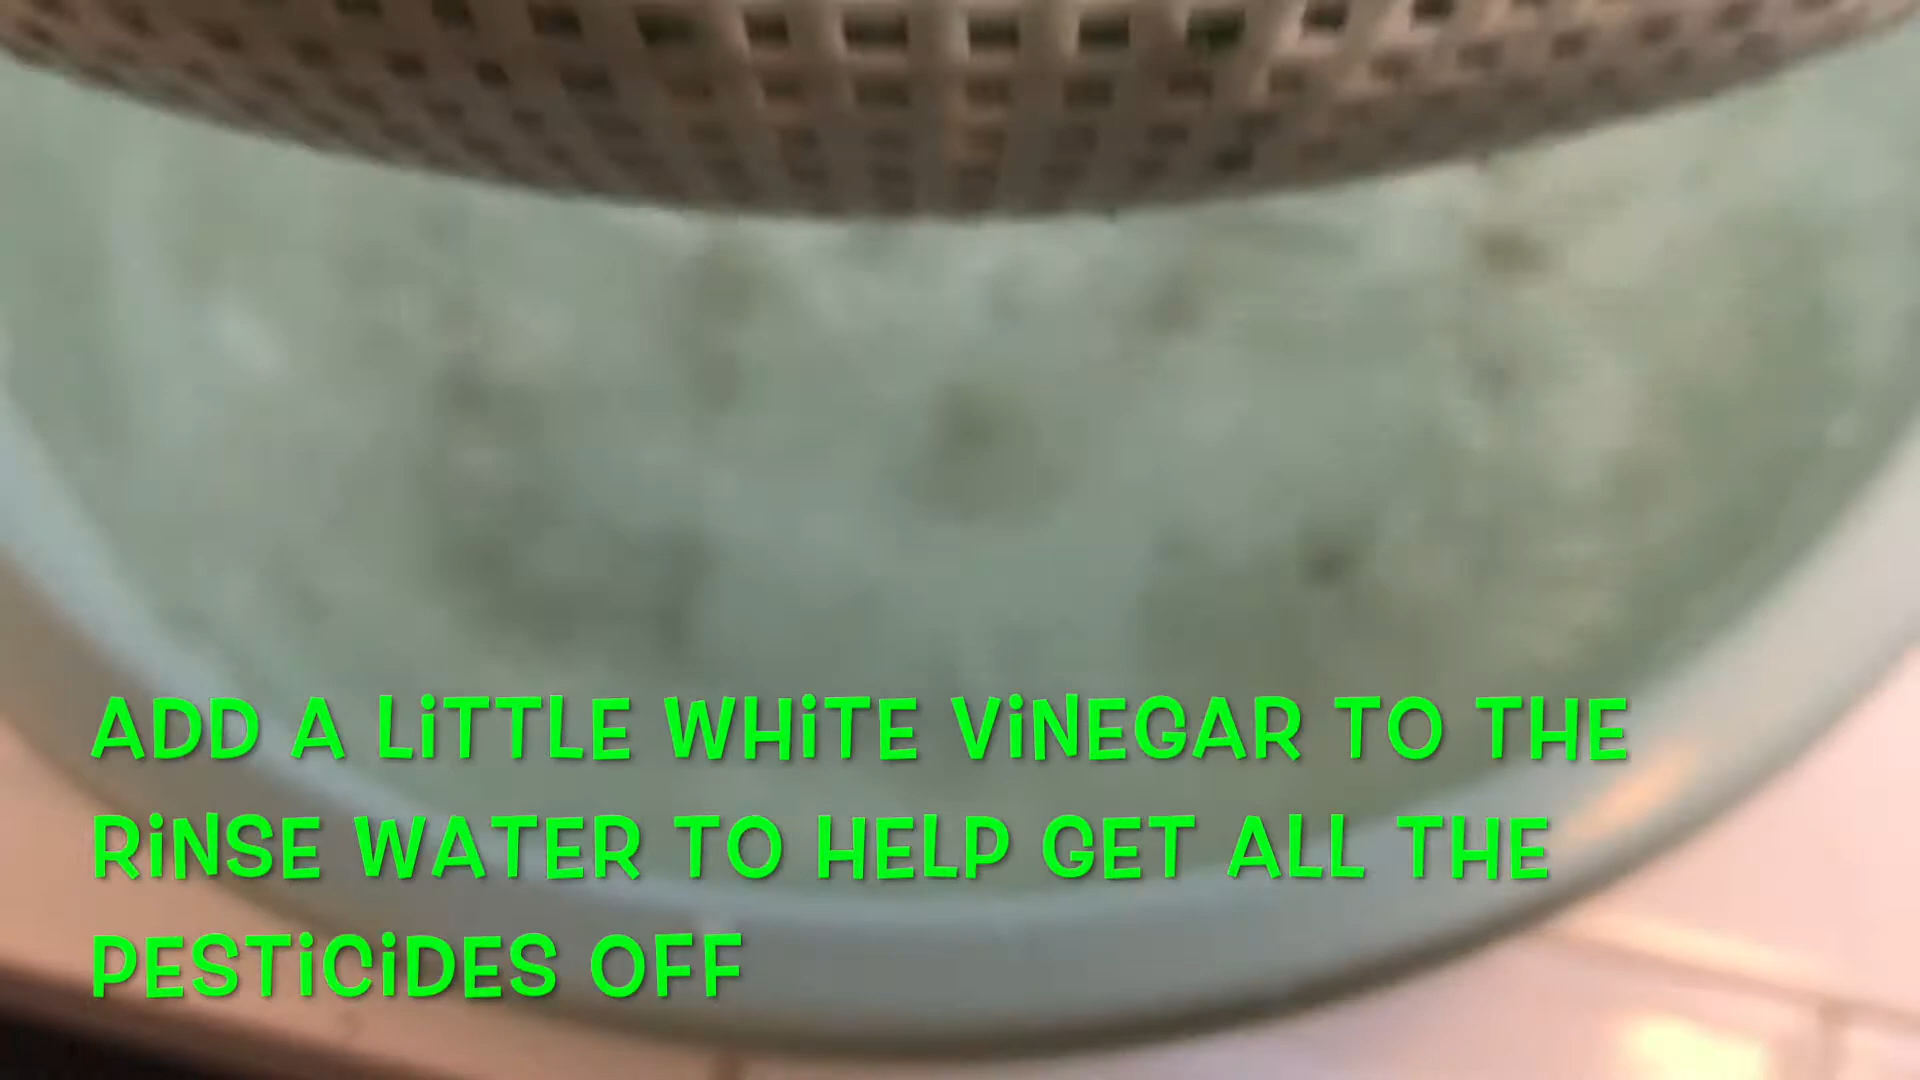 ADD A LiTTLE WHiTE ViNEGAR TO THE
RiNSE WATER TO HELP GET ALL THE
PESTiCiDES OFF